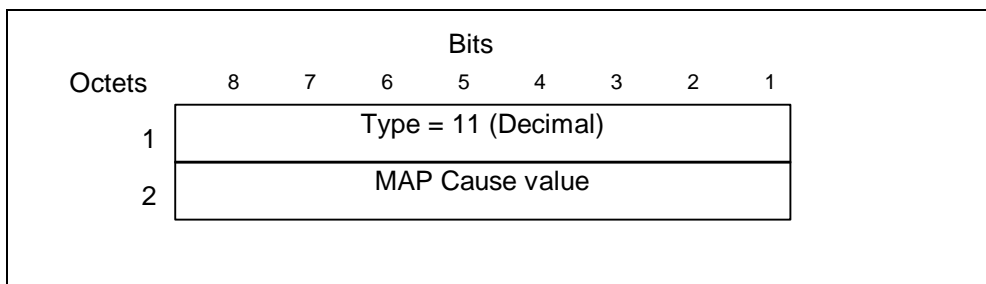 Bits
Octets 8 7 6 5 4 3 2 1
1 Type = 11 (Decimal)
2 MAP Cause value